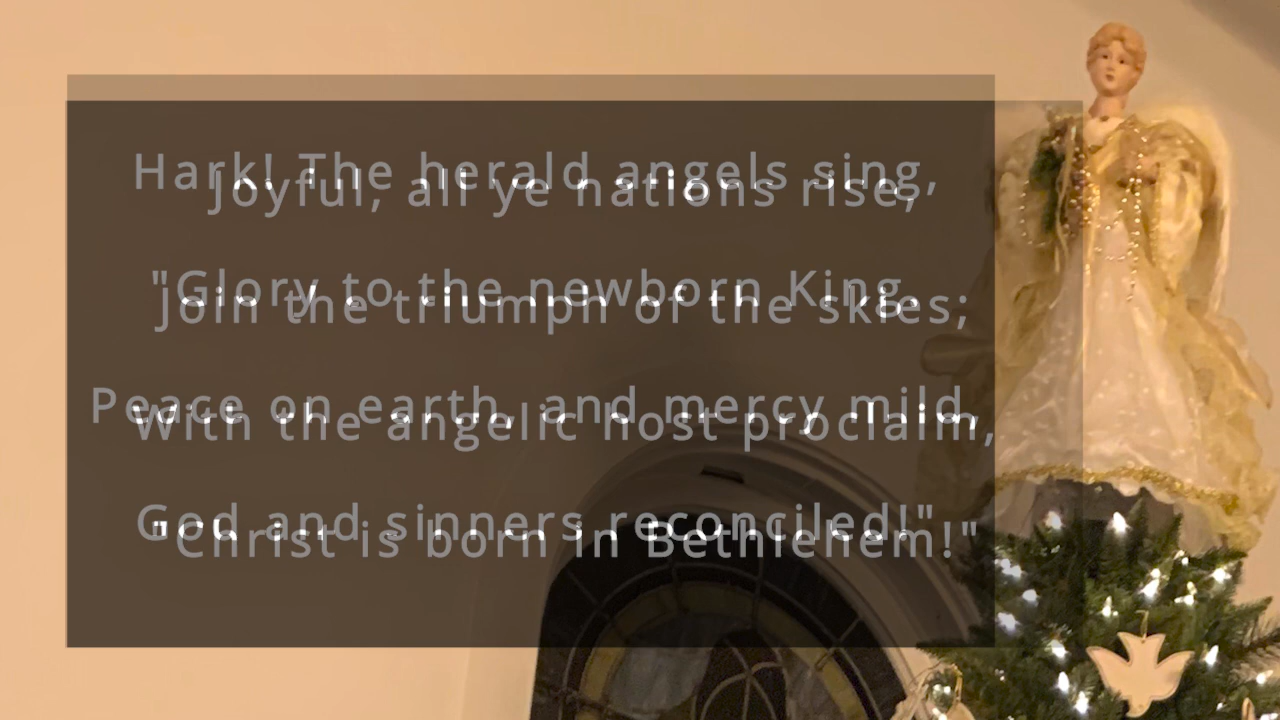 Hark! The herald angels sing,
Joyful, all ye nations rise,
"Glory to the newborn King
Join the triumph of the skies;
Peace on earth, and mercy mild,
With the angelic host proclaim,
God and sinners reconciled!"
"Christ is born in Bethlehem!"